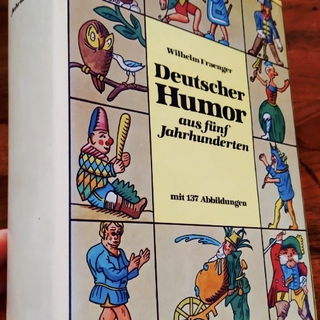 Wilhelm Fraenger
Deutscher
Humor
aus fünf
Jahrhunderten
mit 137 Abbildungen